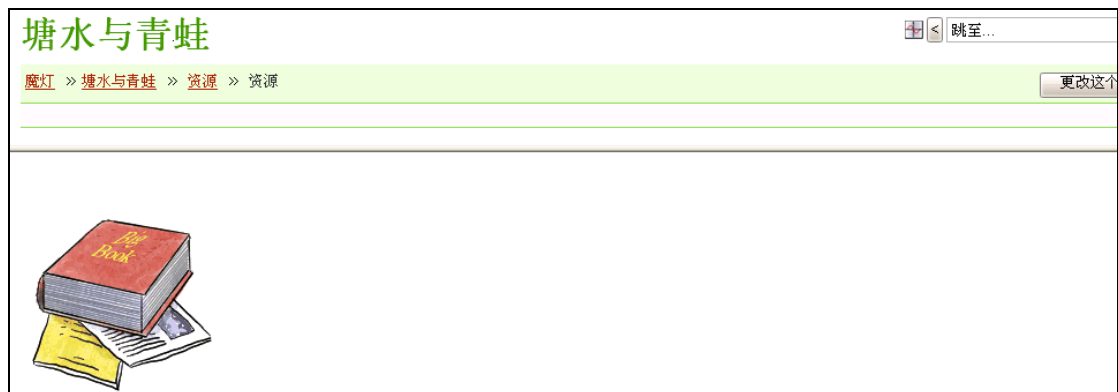 塘水与青蛙
< 跳至...
魔灯 » 塘水与青蛙 » 资源 » 资源
更改这个
Big
Book